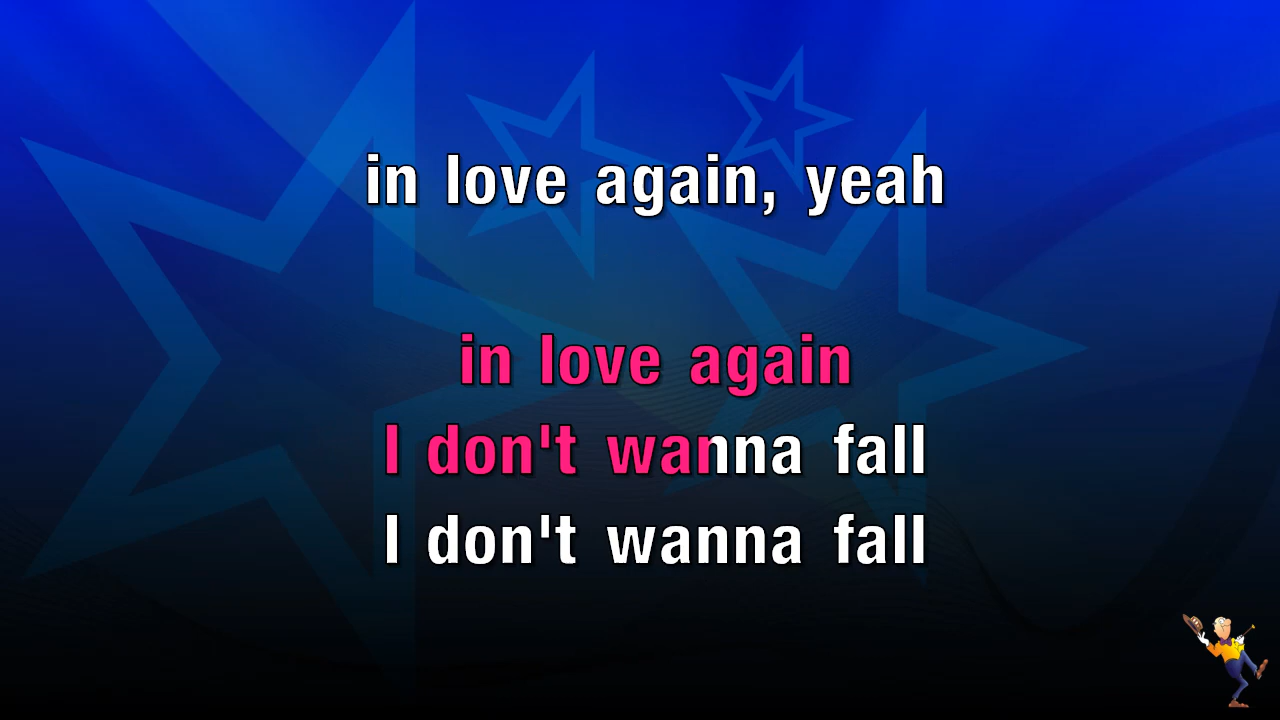 in love again, yeah
in love again
I don't wanna fall
I don't wanna fall